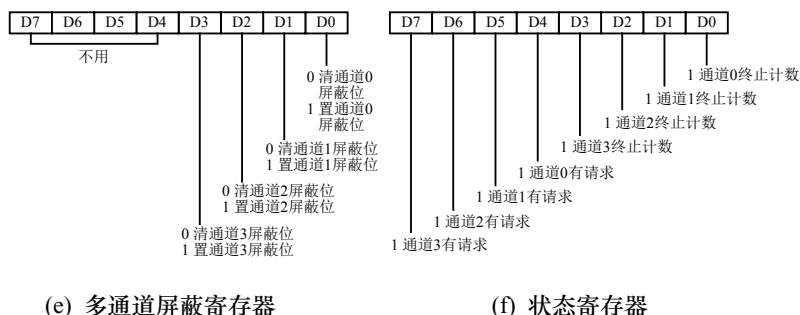 D7 D6 D5 D4 D3 D2 D1 D0
不用
0 清通道0
屏蔽位
1 置通道0
屏蔽位
0 清通道1屏蔽位
1 置通道1屏蔽位
0 清通道2屏蔽位
1 置通道2屏蔽位
0 清通道3屏蔽位
1 置通道3屏蔽位
(e) 多通道屏蔽寄存器
D7 D6 D5 D4 D3 D2 D1 D0
1 通道0终止计数
1 通道1终止计数
1 通道2终止计数
1 通道3终止计数
1 通道0有请求
1 通道1有请求
1 通道2有请求
1 通道3有请求
(f) 状态寄存器